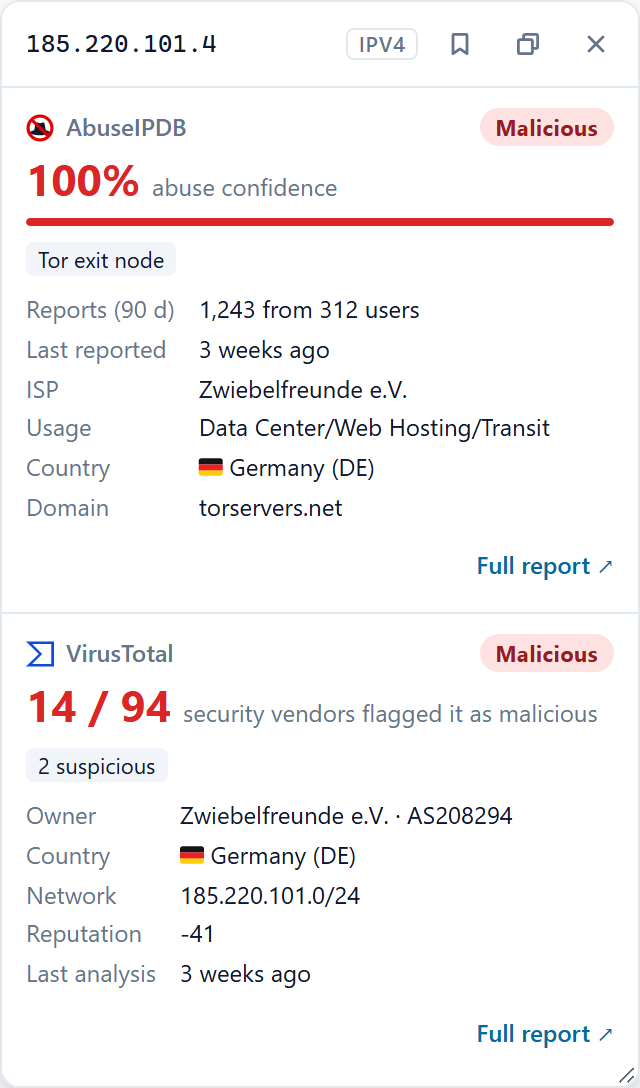 185.220.101.4 IPV4
AbuseIPDB Malicious
100% abuse confidence
Tor exit node
Reports (90 d) 1,243 from 312 users
Last reported 3 weeks ago
ISP Zwiebelfreunde e.V.
Usage Data Center/Web Hosting/Transit
Country Germany (DE)
Domain torservers.net
Full report ↗
VirusTotal Malicious
14 / 94 security vendors flagged it as malicious
2 suspicious
Owner Zwiebelfreunde e.V. · AS208294
Country Germany (DE)
Network 185.220.101.0/24
Reputation -41
Last analysis 3 weeks ago
Full report ↗